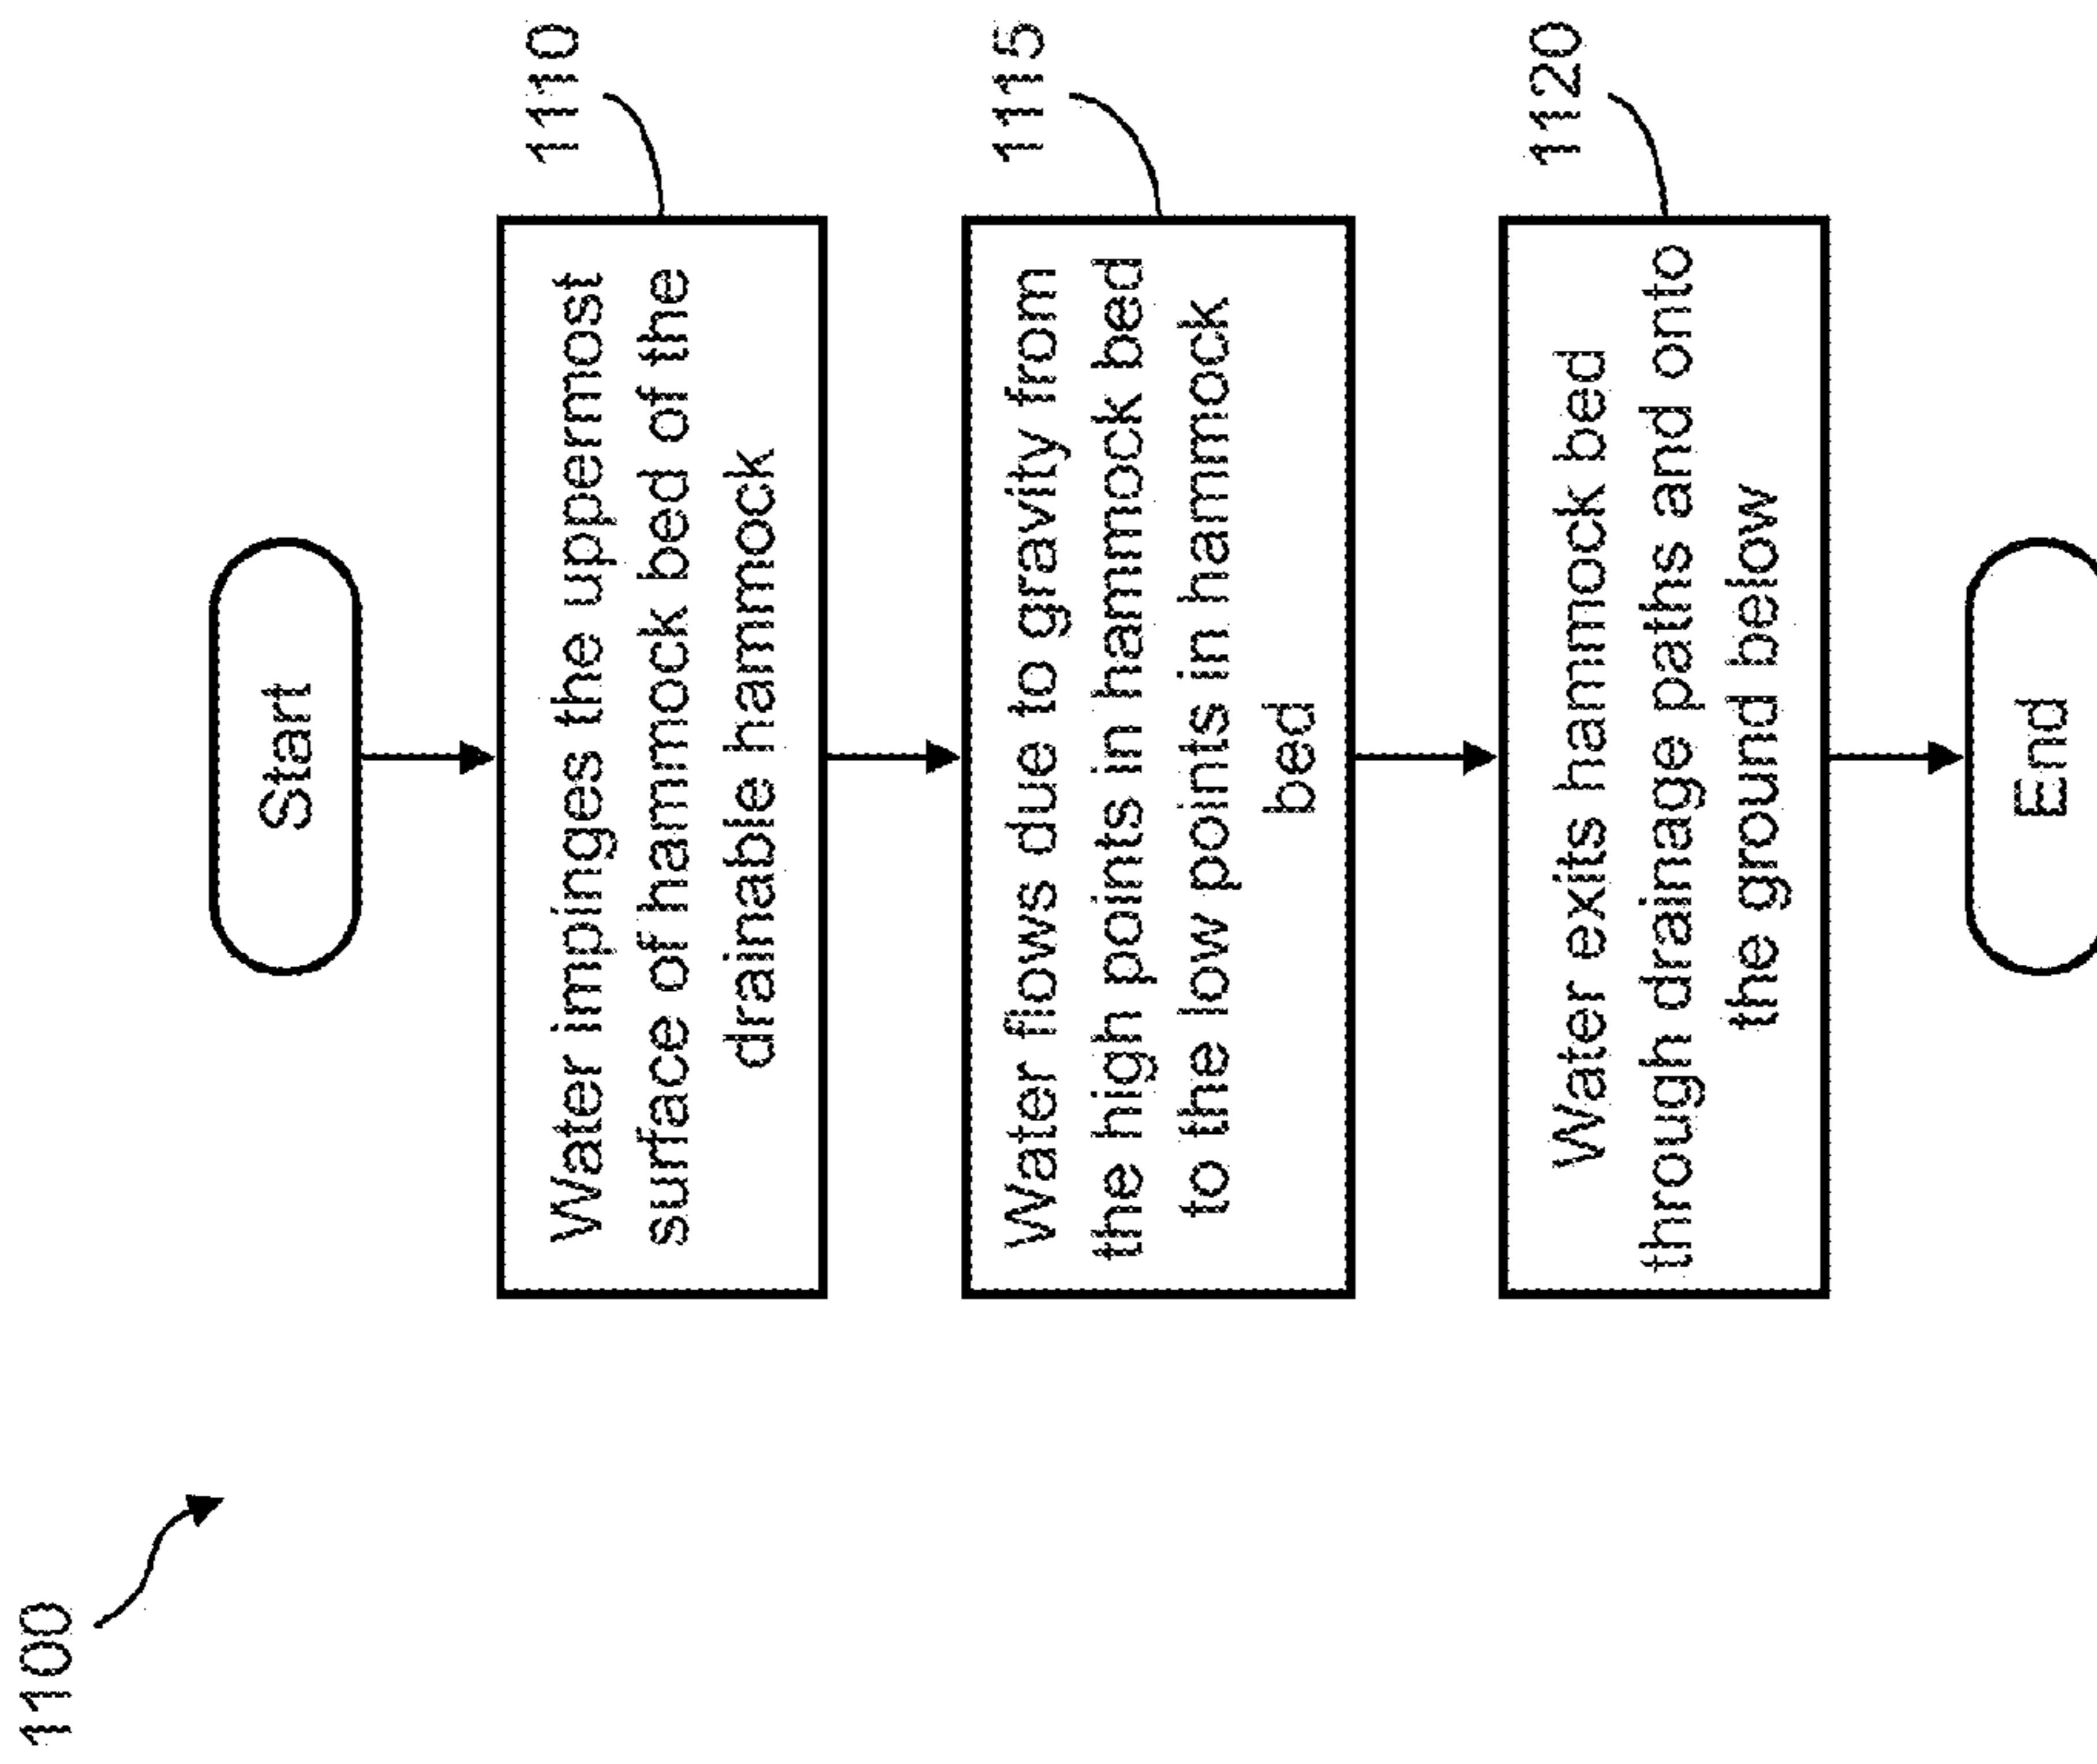 1100
Start
Water impinges the uppermost
surface of hammock bed of the
drainable hammock
1110
Water flows due to gravity from
the high points in hammock bed
to the low points in hammock
bed
1115
Water exits hammock bed
through drainage paths and onto
the ground below
1120
End